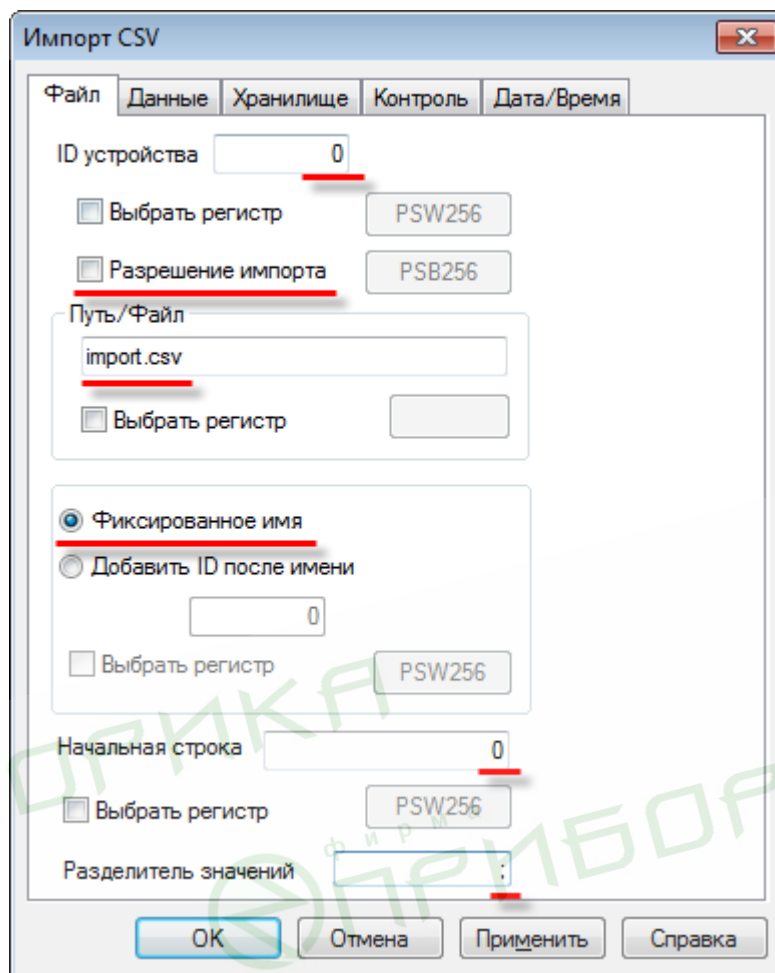 Импорт CSV
Файл Данные Хранилище Контроль Дата/Время
ID устройства 0
Выбрать регистр PSW256
Разрешение импорта PSB256
Путь/Файл
import.csv
Выбрать регистр
Фиксированное имя
Добавить ID после имени
0
Выбрать регистр PSW256
Начальная строка 0
Выбрать регистр PSW256
Разделитель значений ;
фирма
ОК Отмена Применить Справка